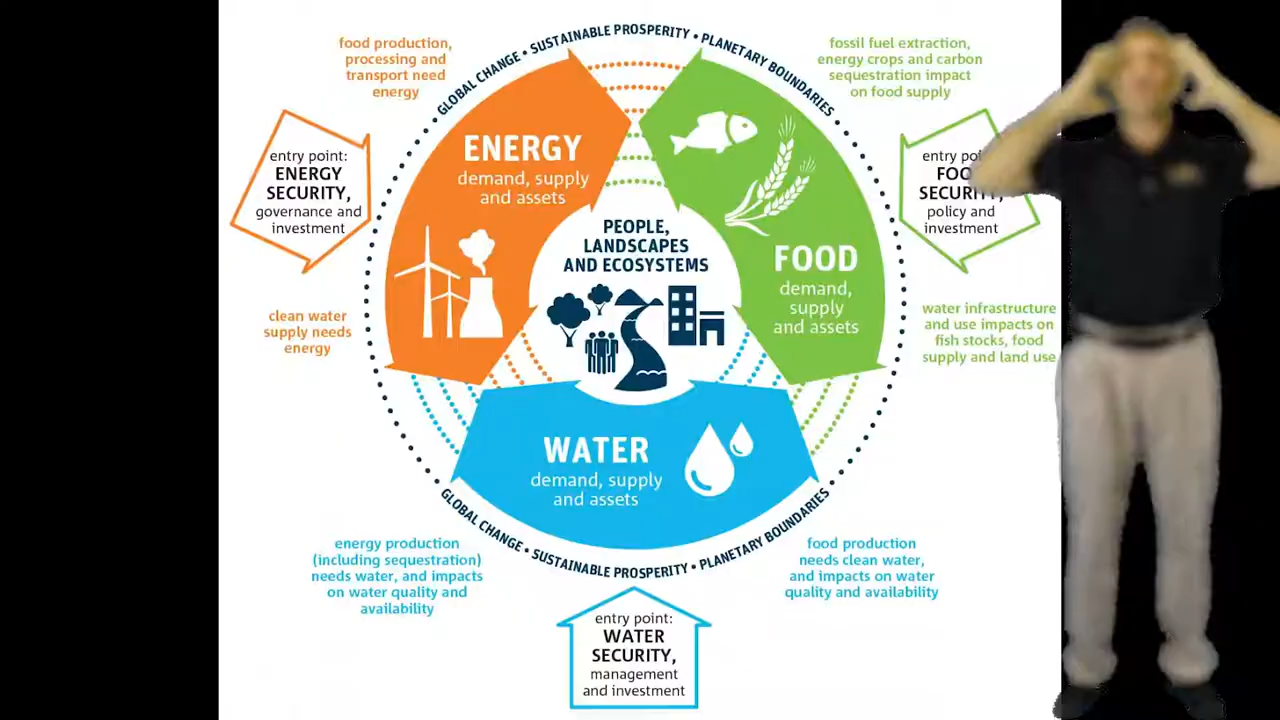 GLOBAL CHANGE • SUSTAINABLE PROSPERITY • PLANETARY BOUNDARIES
food production,
processing and
transport need
energy
fossil fuel extraction,
energy crops and carbon
sequestration impact
on food supply
entry point:
ENERGY
SECURITY,
governance and
investment
ENERGY
demand, supply
and assets
entry
SECURITY,
policy and
investment
PEOPLE,
LANDSCAPES
AND ECOSYSTEMS
FOOD
demand,
supply
and assets
clean water
supply needs
energy
water infrastructure
and use impacts on
fish stocks, food
supply and land use
WATER
demand, supply
and assets
GLOBAL CHANGE • SUSTAINABLE PROSPERITY • PLANETARY BOUNDARIES
energy production
(including sequestration)
needs water, and impacts
on water quality and
availability
food production
needs clean water,
and impacts on water
quality and availability
entry point:
WATER
SECURITY,
management
and investment